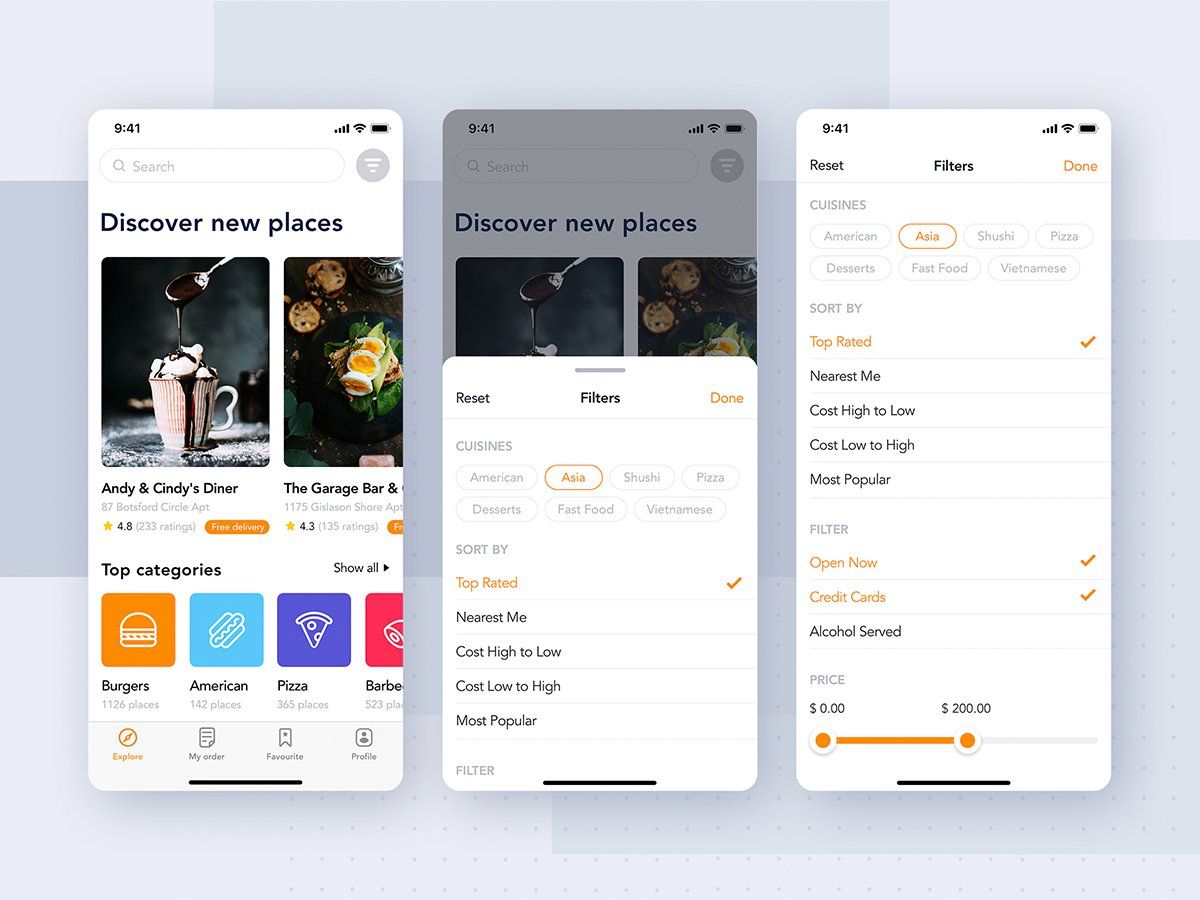 9:41
Search
Discover new places
Andy & Cindy's Diner
87 Botsford Circle Apt
4.8 (233 ratings) Free delivery
The Garage Bar &
1175 Gislason Shore Apt
4.3 (135 ratings)
Top categories
Show all
Burgers
1126 places
American
142 places
Pizza
365 places
Barbe
523 plac
Explore
My order
Favourite
Profile
9:41
Search
Discover new places
Reset
Filters
Done
CUISINES
American
Asia
Shushi
Pizza
Desserts
Fast Food
Vietnamese
SORT BY
Top Rated
Nearest Me
Cost High to Low
Cost Low to High
Most Popular
FILTER
9:41
Reset
Filters
Done
CUISINES
American
Asia
Shushi
Pizza
Desserts
Fast Food
Vietnamese
SORT BY
Top Rated
Nearest Me
Cost High to Low
Cost Low to High
Most Popular
FILTER
Open Now
Credit Cards
Alcohol Served
PRICE
$ 0.00
$ 200.00